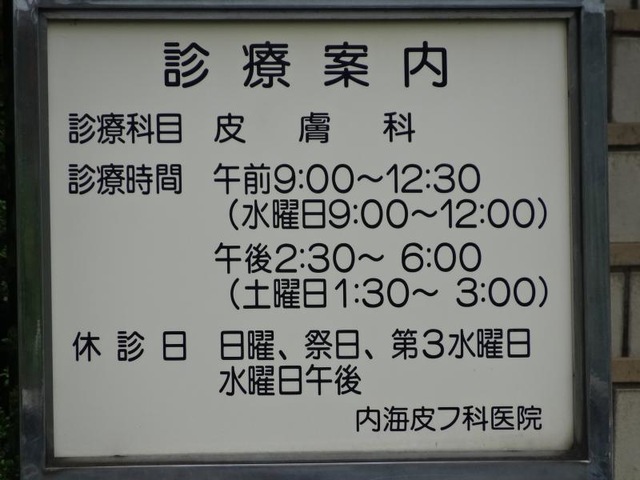 診療案内
診療科目 皮膚科
診療時間 午前9:00～12:30
（水曜日9:00～12:00）
午後2:30～ 6:00
（土曜日1:30～ 3:00）
休診日 日曜、祭日、第3水曜日
水曜日午後
内海皮フ科医院